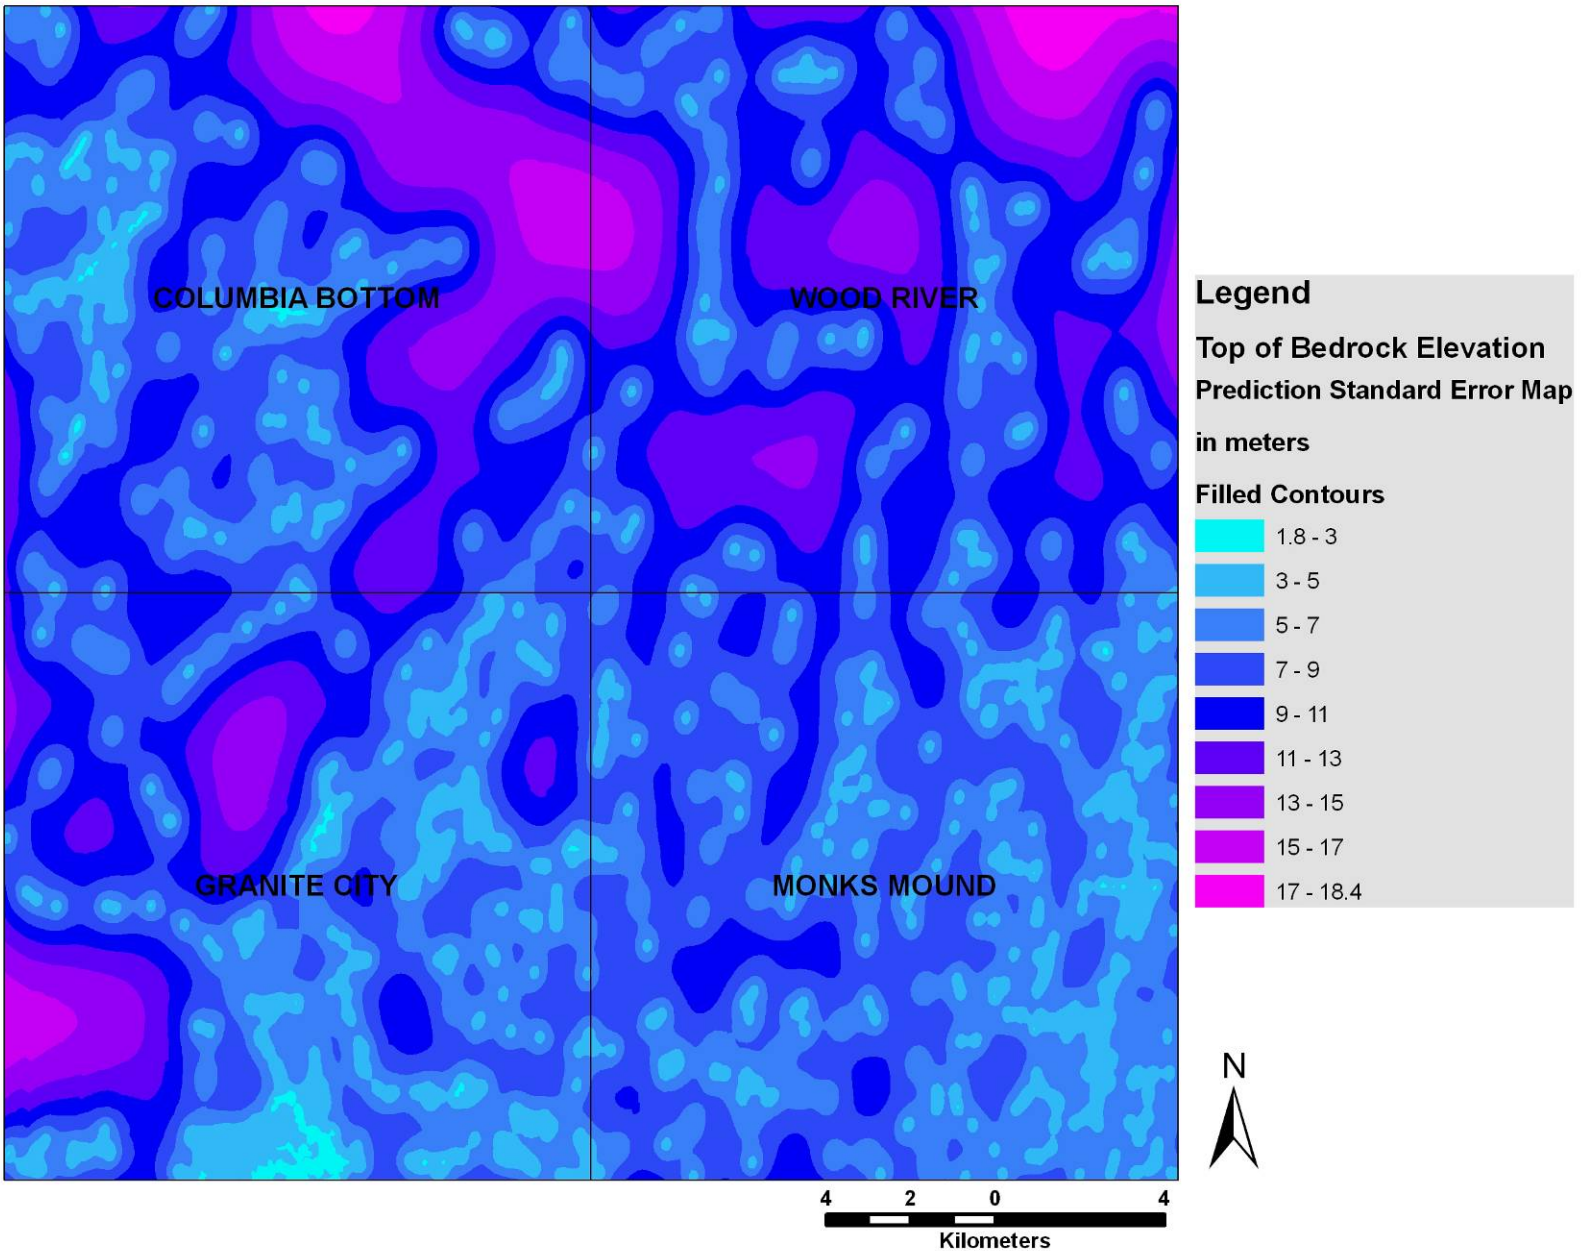 COLUMBIA BOTTOM
WOOD RIVER
GRANITE CITY
MONKS MOUND
Legend
Top of Bedrock Elevation
Prediction Standard Error Map
in meters
Filled Contours
1.8 - 3
3 - 5
5 - 7
7 - 9
9 - 11
11 - 13
13 - 15
15 - 17
17 - 18.4
N
4 2 0 4
Kilometers